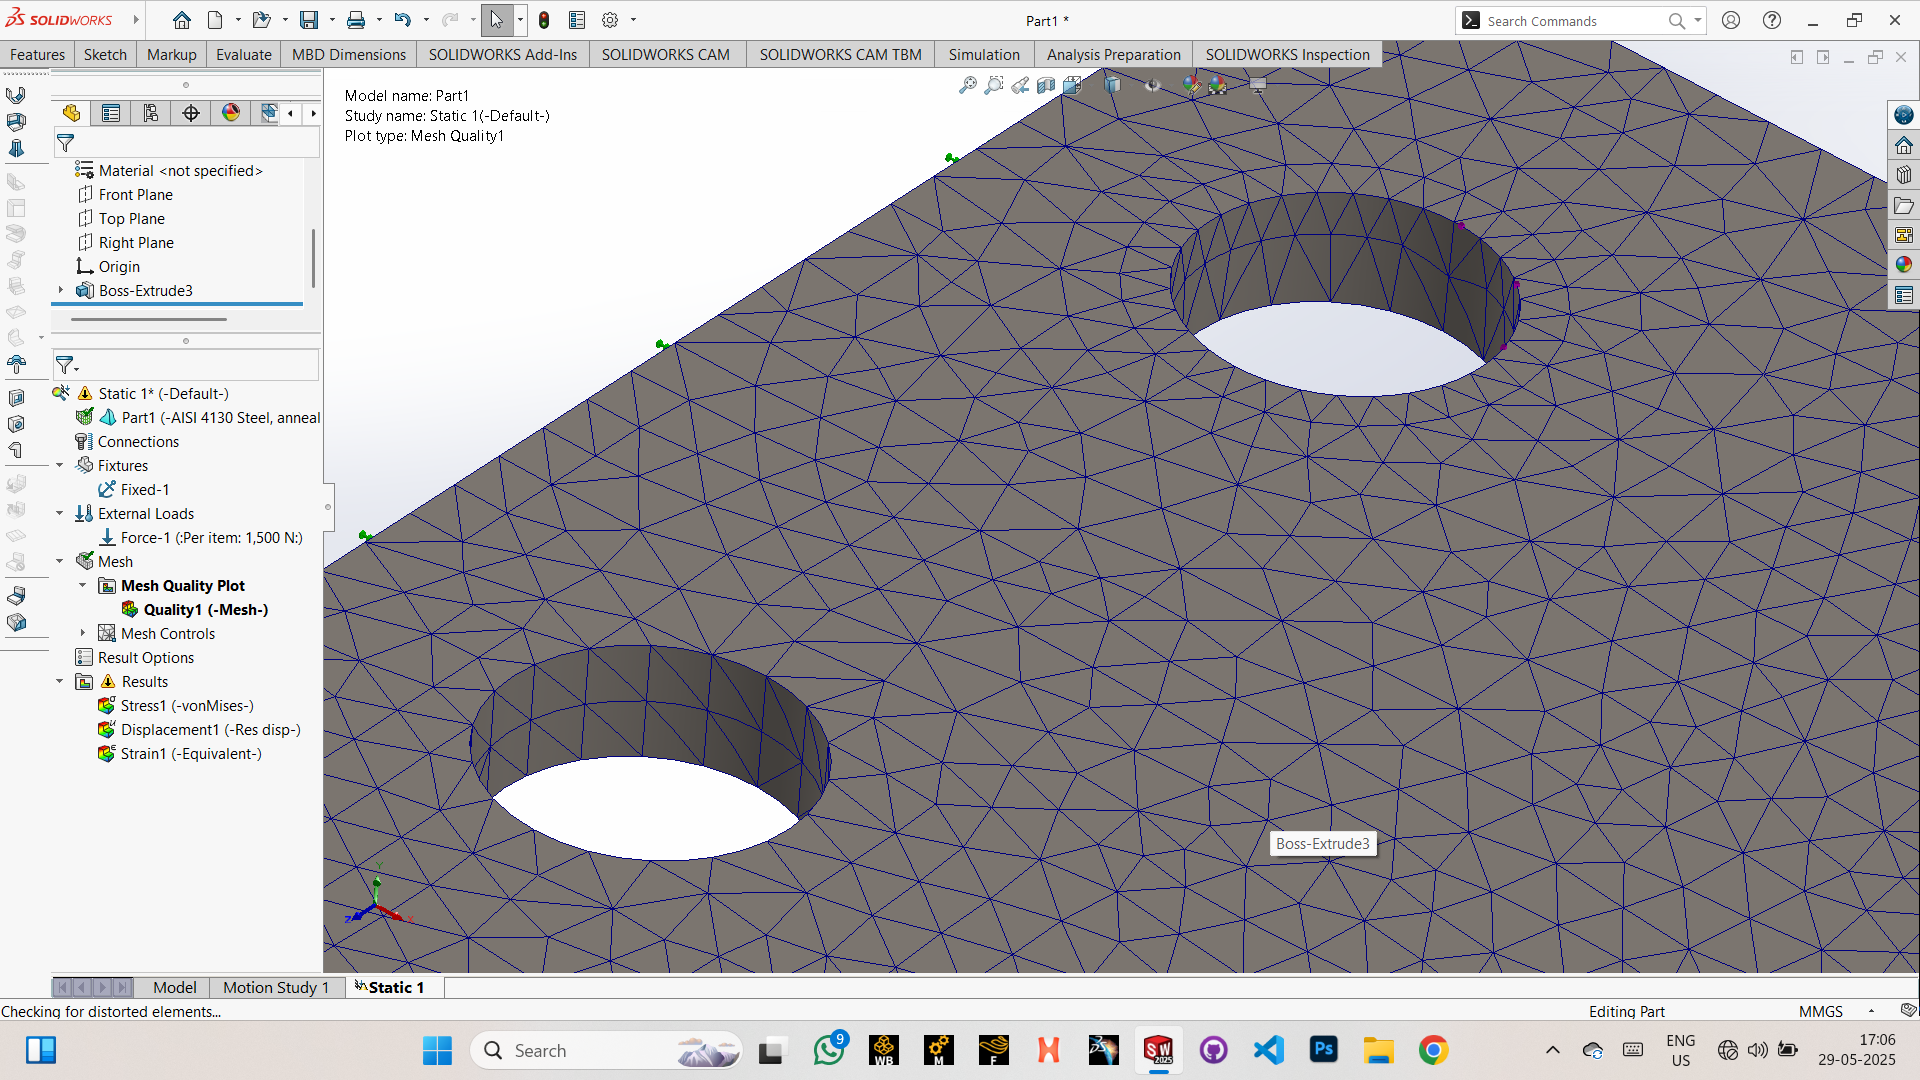 SOLIDWORKS
Part1 *
Search Commands
Features
Sketch
Markup
Evaluate
MBD Dimensions
SOLIDWORKS Add-Ins
SOLIDWORKS CAM
SOLIDWORKS CAM TBM
Simulation
Analysis Preparation
SOLIDWORKS Inspection
Model name: Part1
Study name: Static 1(-Default-)
Plot type: Mesh Quality1
Material <not specified>
Front Plane
Top Plane
Right Plane
Origin
Boss-Extrude3
Static 1* (-Default-)
Part1 (-AISI 4130 Steel, anneal
Connections
Fixtures
Fixed-1
External Loads
Force-1 (:Per item: 1,500 N:)
Mesh
Mesh Quality Plot
Quality1 (-Mesh-)
Mesh Controls
Result Options
Results
Stress1 (-vonMises-)
Displacement1 (-Res disp-)
Strain1 (-Equivalent-)
Boss-Extrude3
Y
Z
X
Model
Motion Study 1
Static 1
Checking for distorted elements...
Editing Part
MMGS
Search
9
WB
M
F
SW
2025
Ps
ENG
US
17:06
29-05-2025